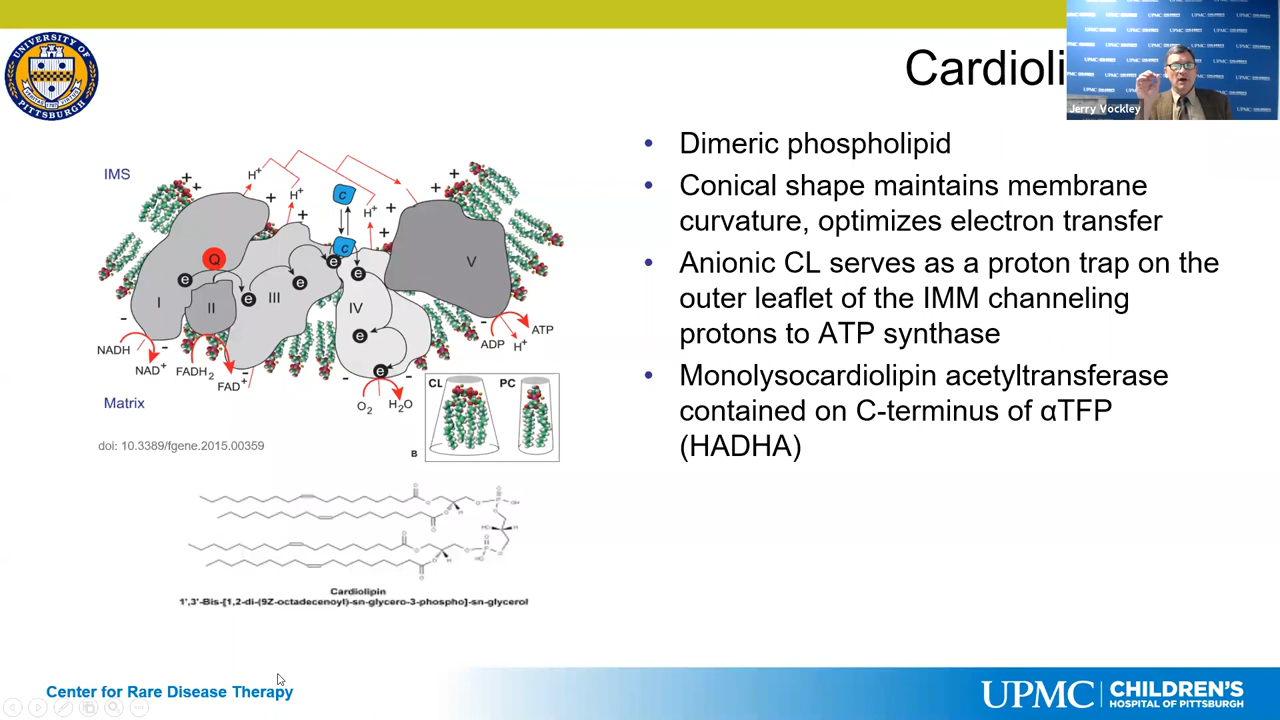 UNIVERSITY OF
PITTSBURGH
Cardioli
UPMC
Jerry Vockley
IMS
H+
H+
c
H+
c
Q
e
e
e
e
e
e
e
I
II
III
IV
V
NADH
NAD+
FADH2
FAD+
O2
H2O
ADP
H+
ATP
Matrix
CL
PC
B
doi: 10.3389/fgene.2015.00359
• Dimeric phospholipid
• Conical shape maintains membrane
curvature, optimizes electron transfer
• Anionic CL serves as a proton trap on the
outer leaflet of the IMM channeling
protons to ATP synthase
• Monolysocardiolipin acetyltransferase
contained on C-terminus of αTFP
(HADHA)
Cardiolipin
1',3'-Bis-[1,2-di-(9Z-octadecenoyl)-sn-glycero-3-phospho]-sn-glycerol
Center for Rare Disease Therapy
UPMC
CHILDREN'S
HOSPITAL OF PITTSBURGH